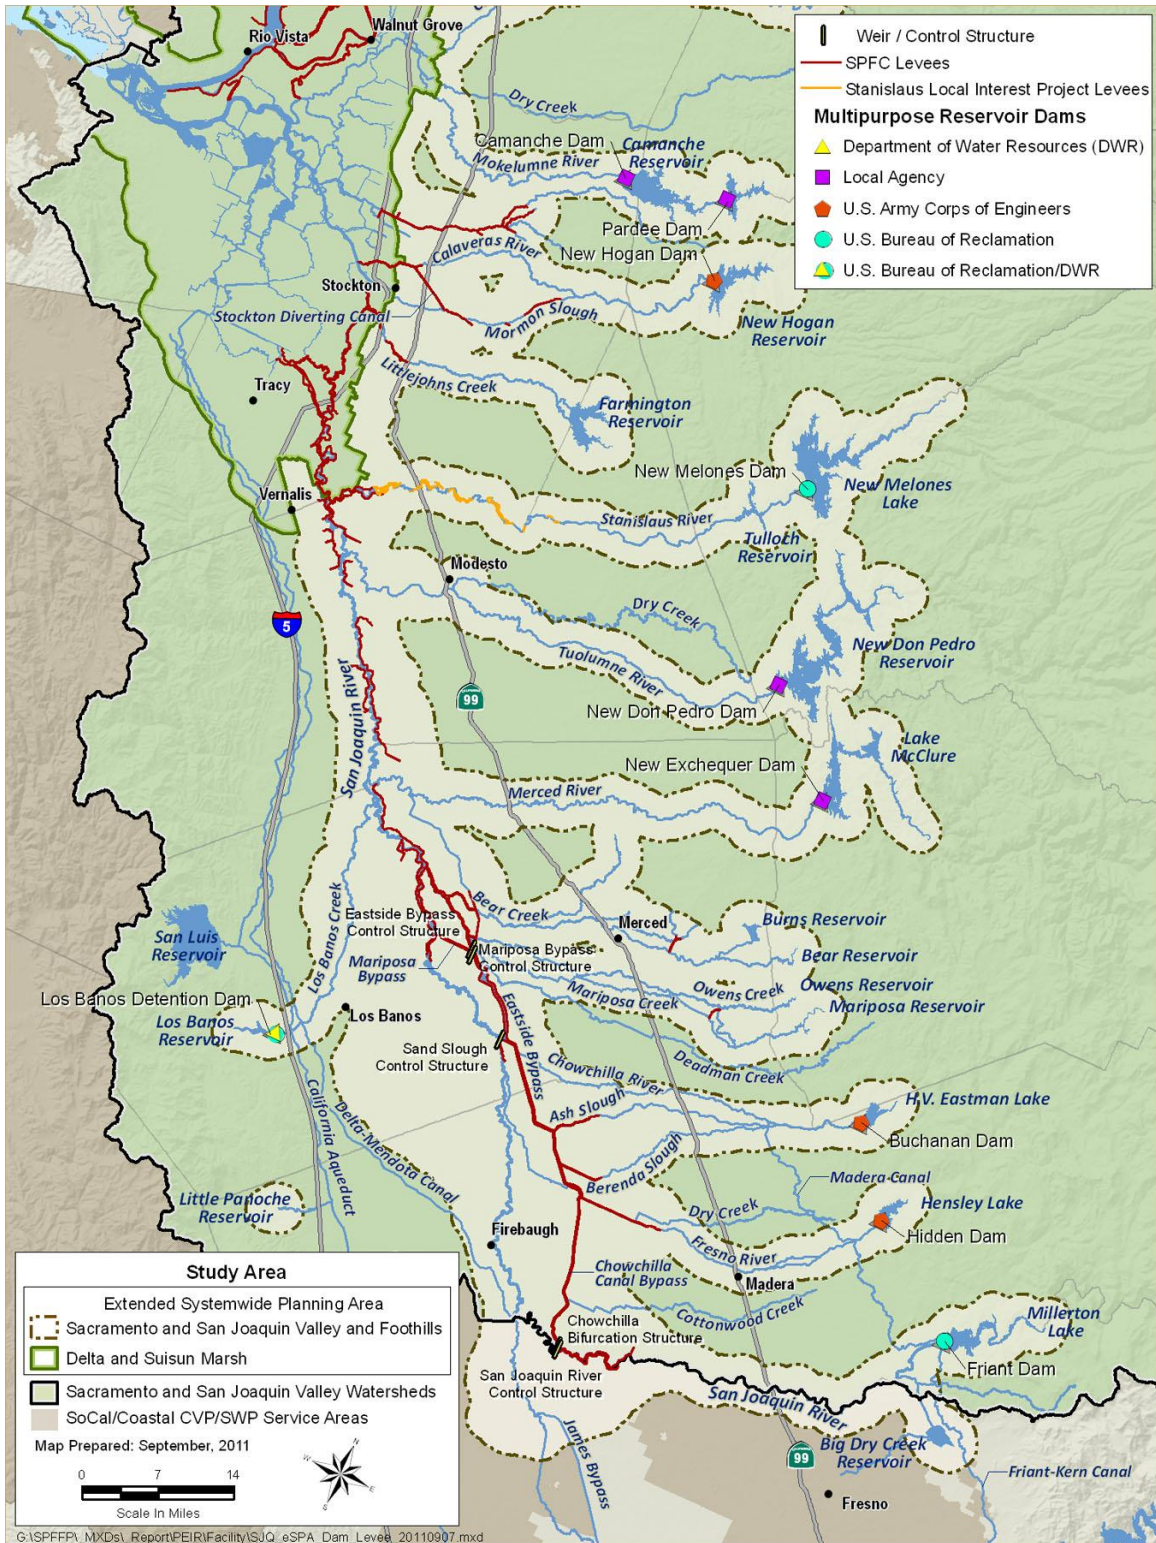 Walnut Grove
Rio Vista
Dry Creek
Weir / Control Structure
SPFC Levees
Stanislaus Local Interest Project Levees
Multipurpose Reservoir Dams
Department of Water Resources (DWR)
Local Agency
U.S. Army Corps of Engineers
U.S. Bureau of Reclamation
U.S. Bureau of Reclamation/DWR
Camanche Dam
Camanche
Reservoir
Mokelumne River
Pardee Dam
Calaveras River
New Hogan Dam
Stockton
Stockton Diverting Canal
Mormon Slough
New Hogan
Reservoir
Littlejohns Creek
Tracy
Farmington
Reservoir
New Melones Dam
New Melones
Lake
Vernalis
Stanislaus River
Tulloch
Reservoir
Modesto
Dry Creek
5
Tuolumne River
New Don Pedro
Reservoir
San Joaquin River
99
New Don Pedro Dam
Lake
McClure
New Exchequer Dam
Merced River
Bear Creek
Eastside Bypass
Control Structure
Merced
Burns Reservoir
San Luis
Reservoir
Los Banos Creek
Mariposa
Bypass
Mariposa Bypass
Control Structure
Bear Reservoir
Owens Creek
Owens Reservoir
Mariposa Creek
Mariposa Reservoir
Los Banos Detention Dam
Los Banos
Reservoir
Los Banos
Eastside Bypass
Sand Slough
Control Structure
Deadman Creek
Chowchilla River
Ash Slough
H.V. Eastman Lake
Buchanan Dam
California Aqueduct
Delta-Mendota Canal
Berenda Slough
Madera Canal
Little Panoche
Reservoir
Dry Creek
Hensley Lake
Firebaugh
Fresno River
Hidden Dam
Chowchilla
Canal Bypass
Madera
Cottonwood Creek
Chowchilla
Bifurcation Structure
Millerton
Lake
Friant Dam
San Joaquin River
Control Structure
San Joaquin River
James Bypass
99
Big Dry Creek
Reservoir
Friant-Kern Canal
Fresno
Study Area
Extended Systemwide Planning Area
Sacramento and San Joaquin Valley and Foothills
Delta and Suisun Marsh
Sacramento and San Joaquin Valley Watersheds
SoCal/Coastal CVP/SWP Service Areas
Map Prepared: September, 2011
N
W
E
S
0 7 14
Scale In Miles
G:\SPFFP\_MXDs\_Report\PEIR\Facility\SJQ_eSPA_Dam_Levee_20110907.mxd